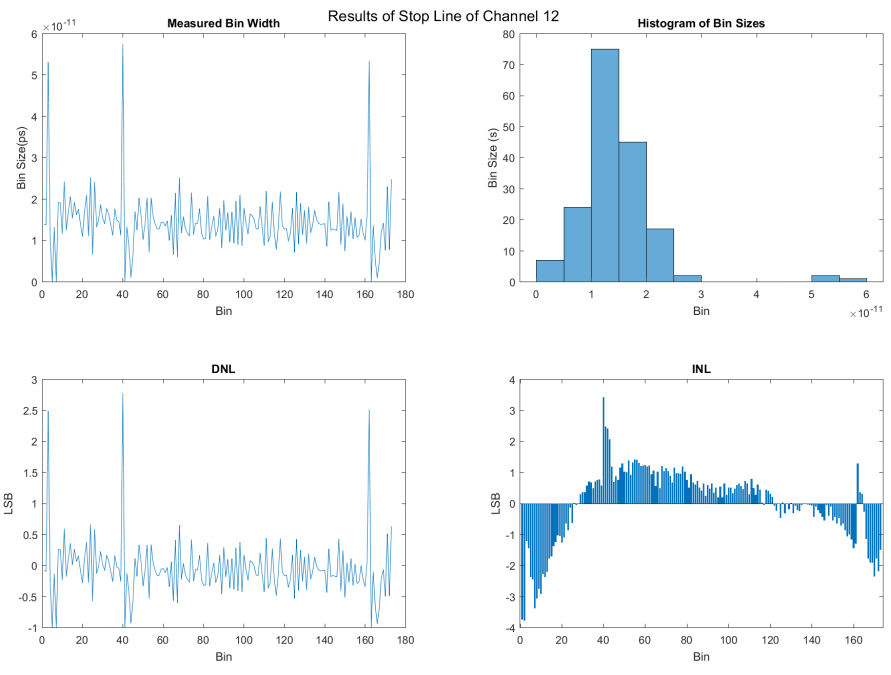 Results of Stop Line of Channel 12
×10^-11
Measured Bin Width
6
5
4
3
2
1
0
Bin Size(ps)
0 20 40 60 80 100 120 140 160 180
Bin
Histogram of Bin Sizes
80
70
60
50
40
30
20
10
0
Bin Size (s)
0 1 2 3 4 5 6
Bin
×10^-11
DNL
3
2.5
2
1.5
1
0.5
0
-0.5
-1
LSB
0 20 40 60 80 100 120 140 160 180
Bin
INL
4
3
2
1
0
-1
-2
-3
-4
LSB
0 20 40 60 80 100 120 140 160
Bin